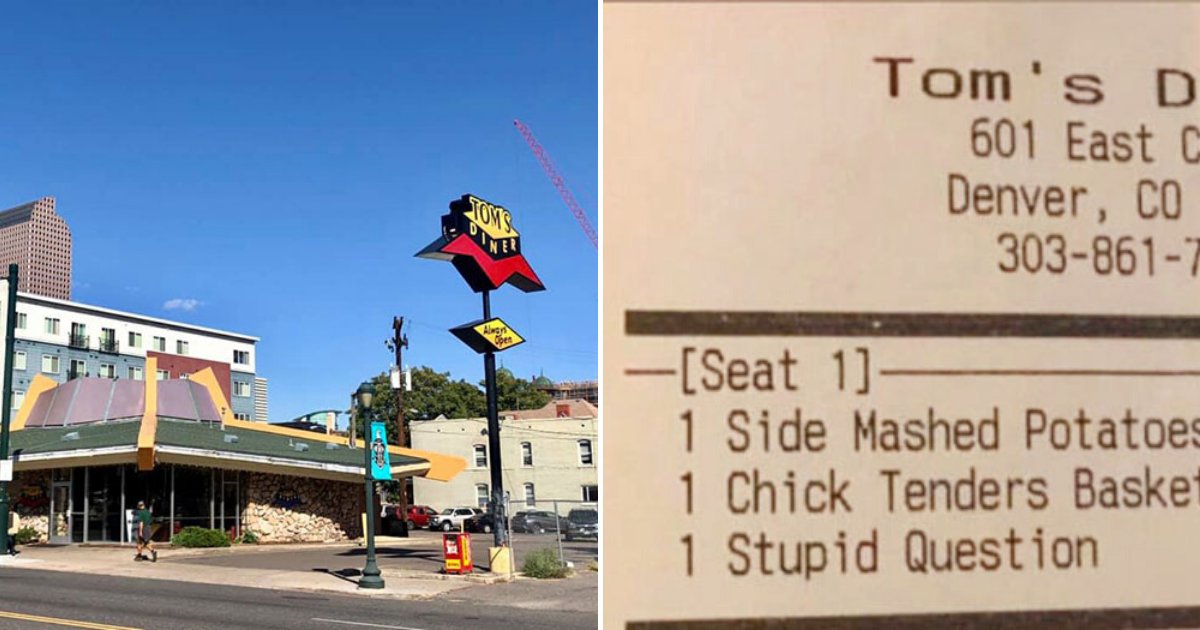 TOM'S
DINER
Always
Open
Tom's D
601 East C
Denver, CO
303-861-7
[Seat 1]
1 Side Mashed Potatoes
1 Chick Tenders Basket
1 Stupid Question